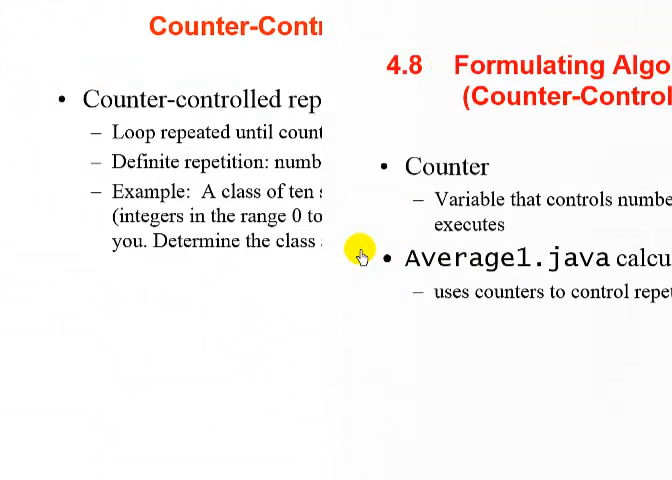 Counter-Cont
• Counter-controlled rep
– Loop repeated until count
– Definite repetition: numb
– Example: A class of ten
(integers in the range 0 to
you. Determine the class
4.8 Formulating Algo
(Counter-Control
• Counter
– Variable that controls numbe
executes
• Average1.java calcu
– uses counters to control repe